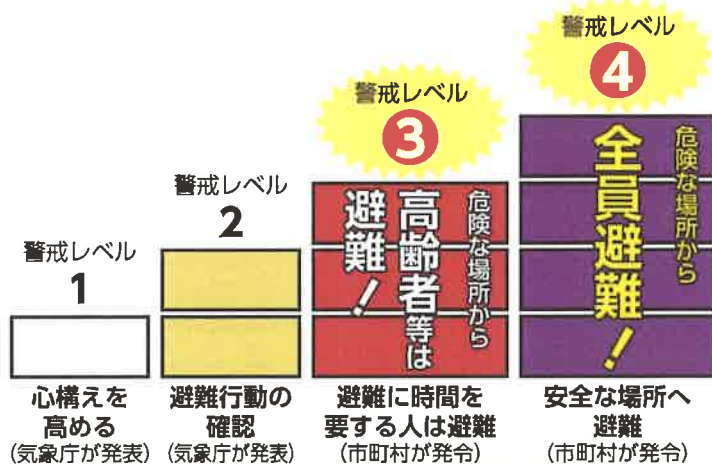 警戒レベル
1
心構えを
高める
(気象庁が発表)
警戒レベル
2
避難行動の
確認
(気象庁が発表)
警戒レベル
3
危険な場所から
高齢者等は
避難！
避難に時間を
要する人は避難
(市町村が発令)
警戒レベル
4
危険な場所から
全員避難！
安全な場所へ
避難
(市町村が発令)